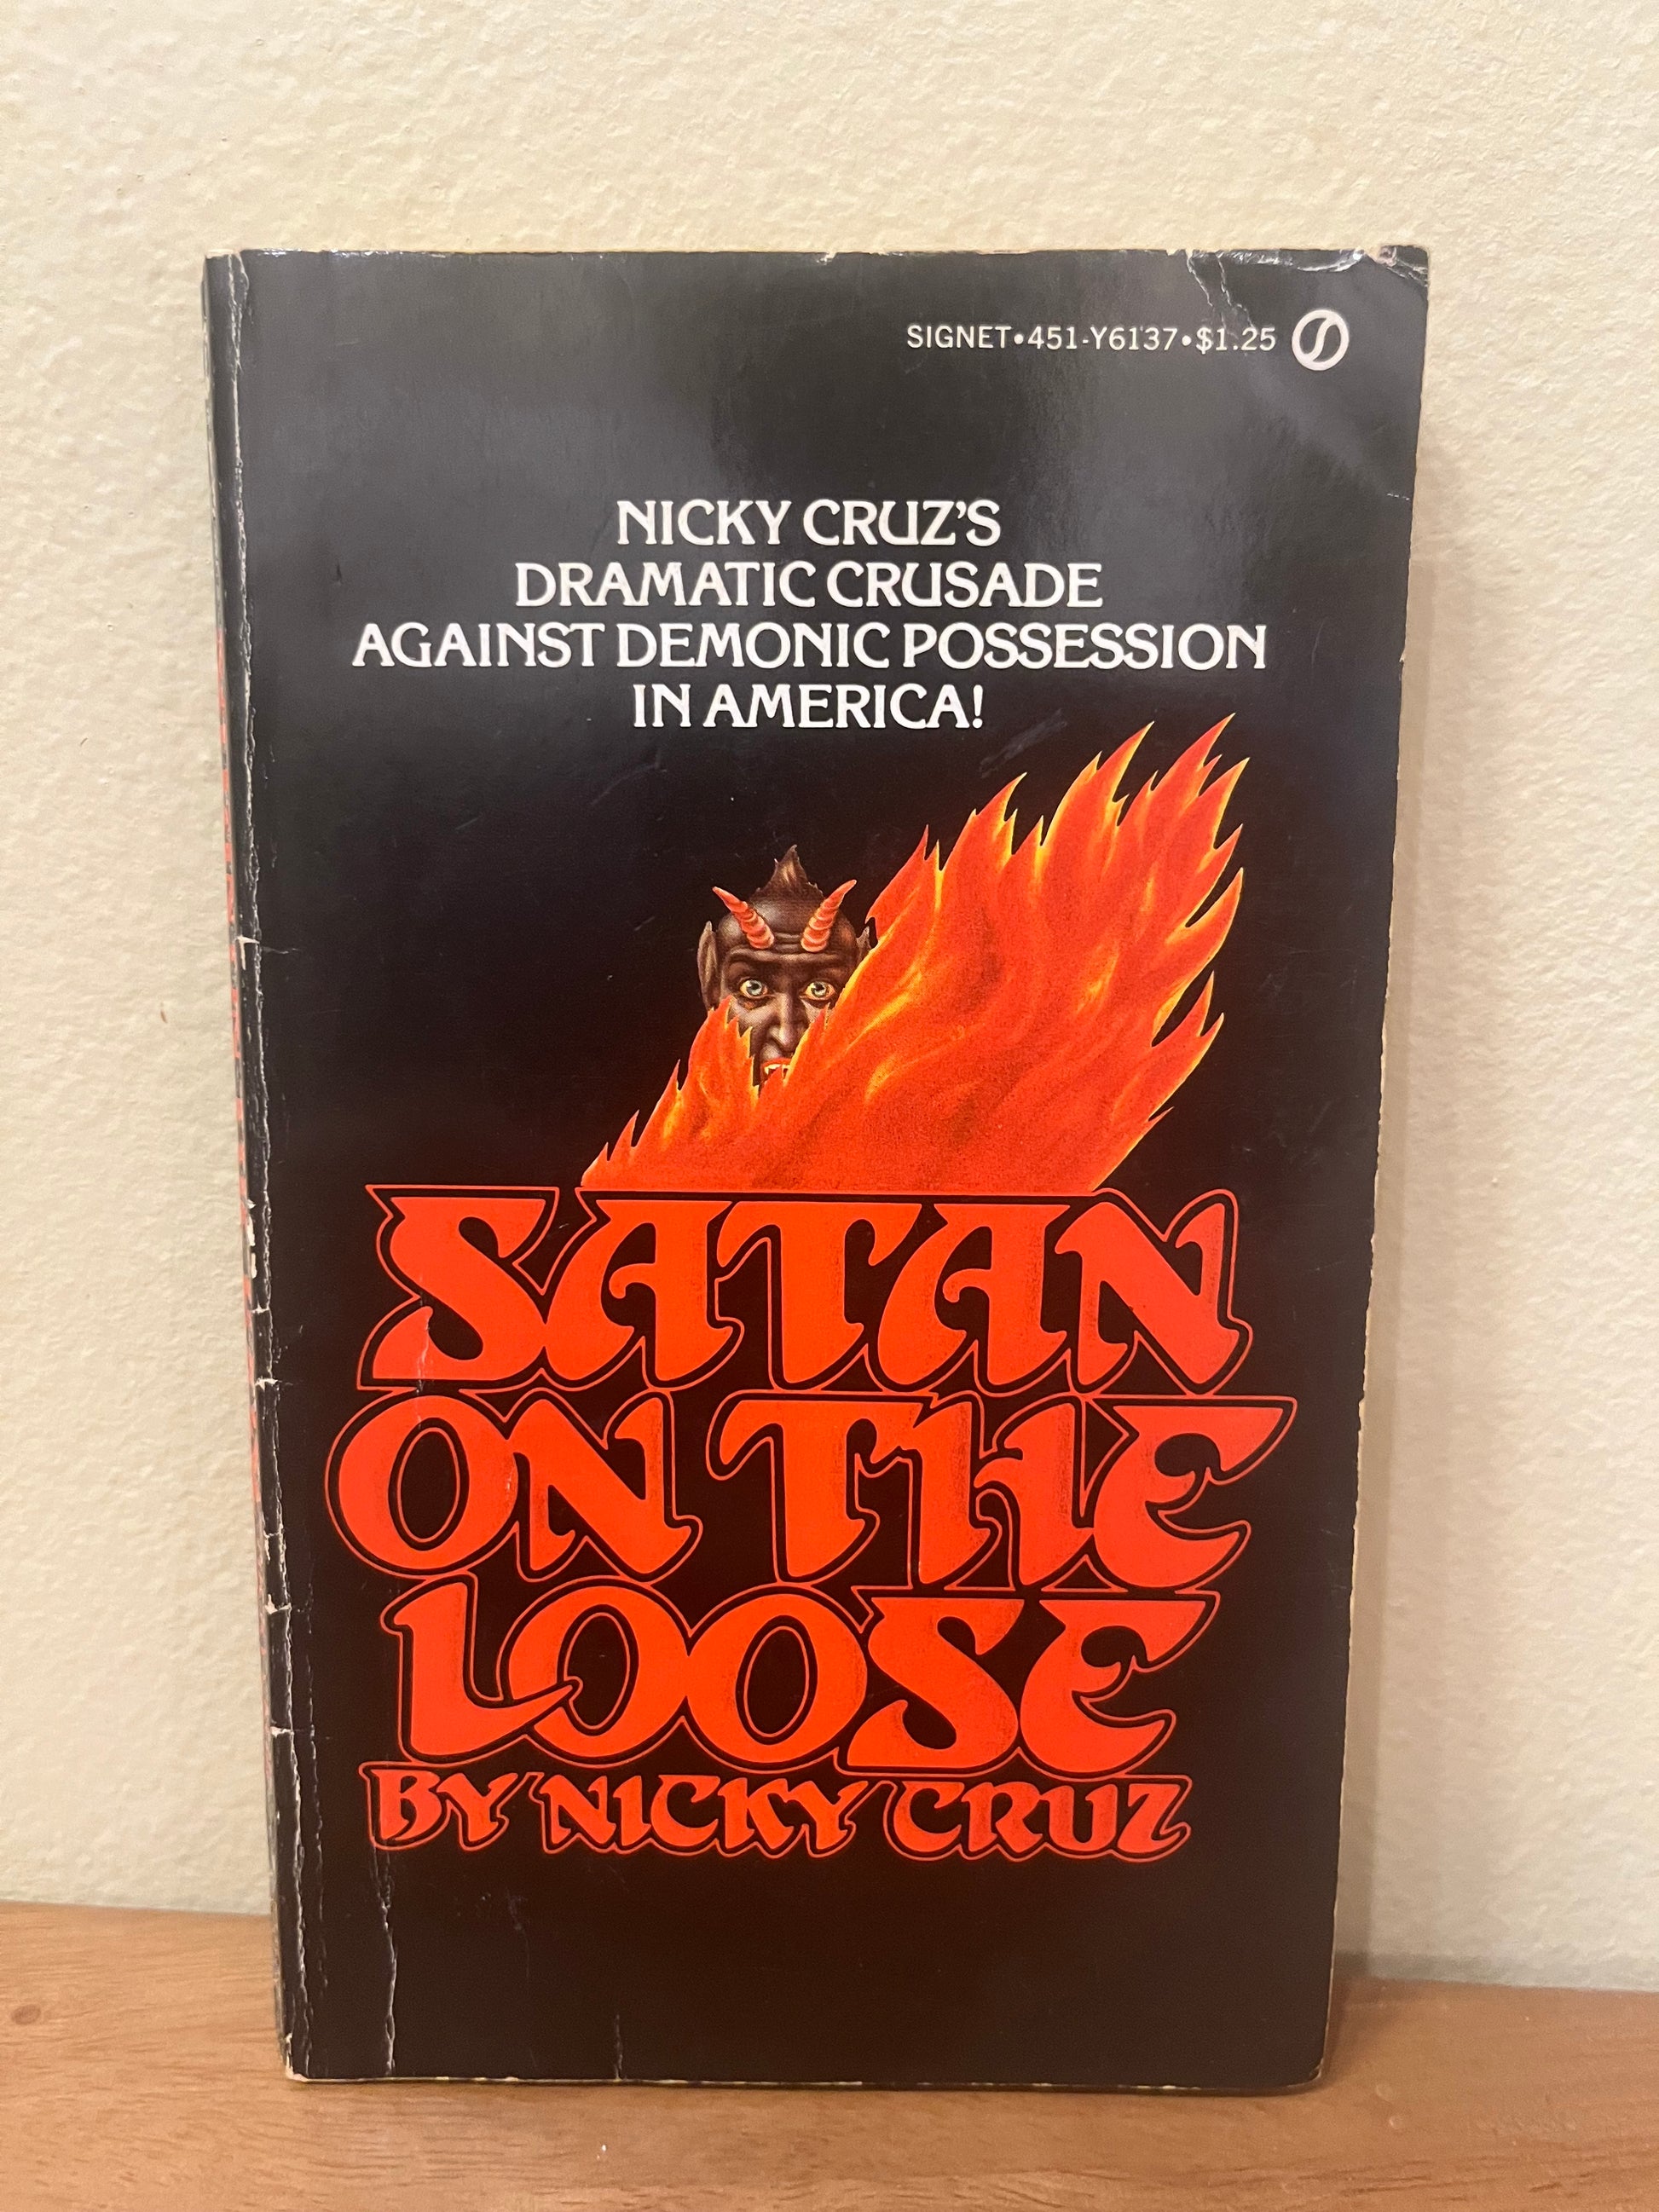 SIGNET•451-Y6137•$1.25
NICKY CRUZ'S
DRAMATIC CRUSADE
AGAINST DEMONIC POSSESSION
IN AMERICA!
SATAN
ON THE
LOOSE
BY NICKY CRUZ